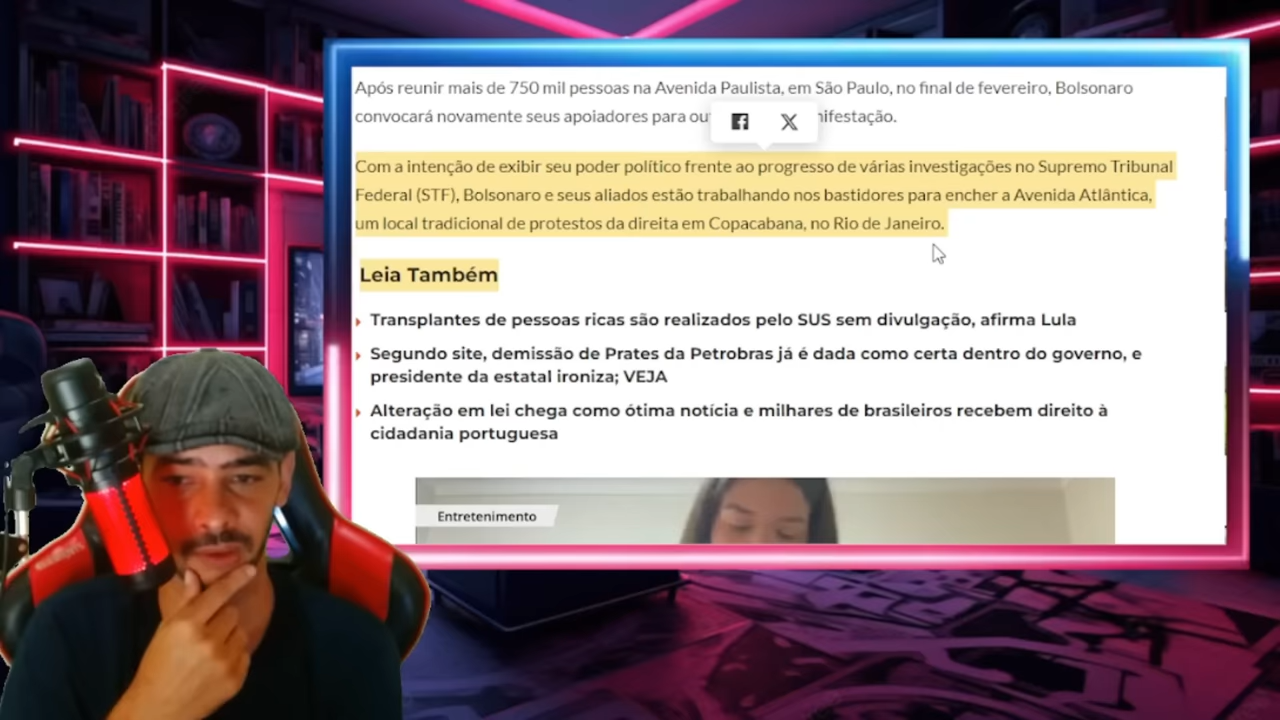 Após reunir mais de 750 mil pessoas na Avenida Paulista, em São Paulo, no final de fevereiro, Bolsonaro
convocará novamente seus apoiadores para ou nifestação.
Com a intenção de exibir seu poder político frente ao progresso de várias investigações no Supremo Tribunal
Federal (STF), Bolsonaro e seus aliados estão trabalhando nos bastidores para encher a Avenida Atlântica,
um local tradicional de protestos da direita em Copacabana, no Rio de Janeiro.
Leia Também
Transplantes de pessoas ricas são realizados pelo SUS sem divulgação, afirma Lula
Segundo site, demissão de Prates da Petrobras já é dada como certa dentro do governo, e
presidente da estatal ironiza; VEJA
Alteração em lei chega como ótima notícia e milhares de brasileiros recebem direito à
cidadania portuguesa
Entretenimento